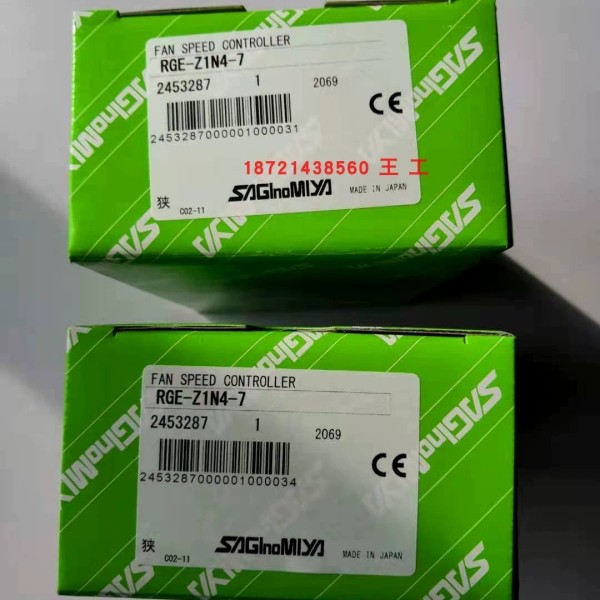 FAN SPEED CONTROLLER
RGE-Z1N4-7
2453287 1 2069
CE
2453287000001000031
18721438560 王 工
SAGInoMIYA MADE IN JAPAN
狭 C02-11
SAGInoMIYA
FAN SPEED CONTROLLER
RGE-Z1N4-7
2453287 1 2069
CE
2453287000001000034
SAGInoMIYA MADE IN JAPAN
狭 C02-11
SAGInoMIYA